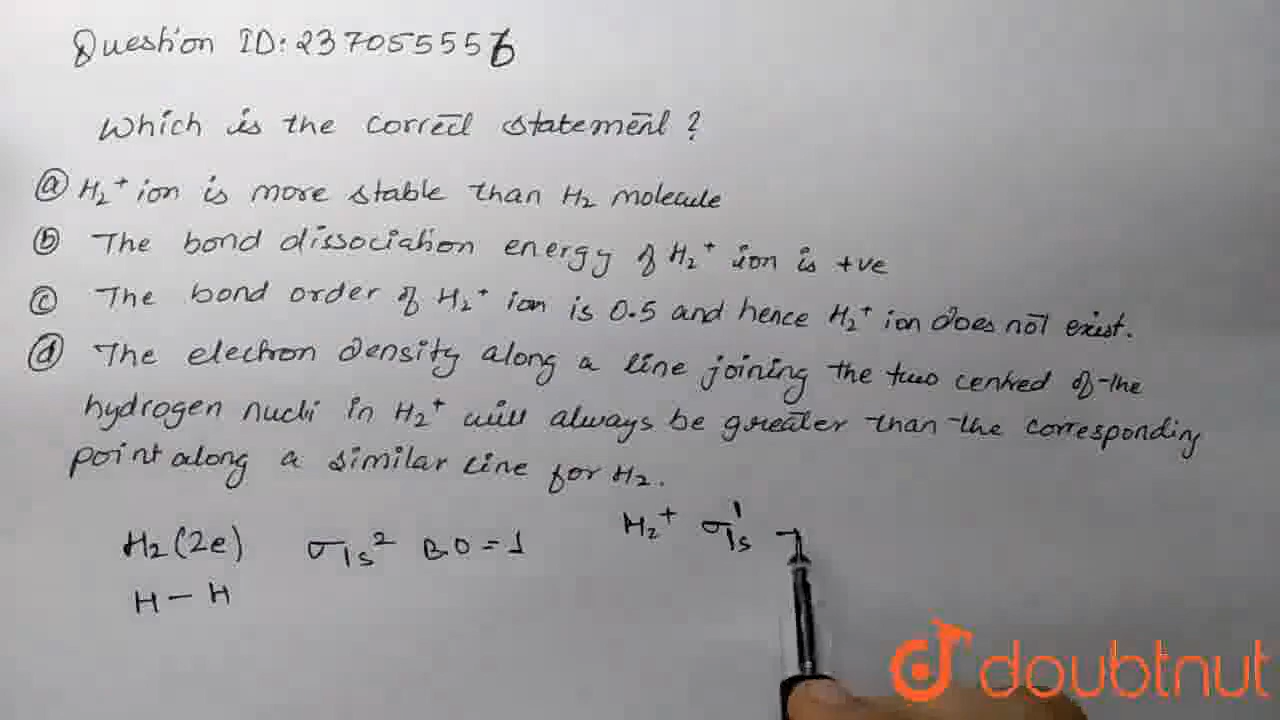 Question ID: 237055556
Which is the correct statement?
(a) H₂⁺ ion is more stable than H₂ molecule
(b) The bond dissociation energy of H₂⁺ ion is +ve
(c) The bond order of H₂⁺ ion is 0.5 and hence H₂⁺ ion does not exist.
(d) The electron density along a line joining the two centred of the
hydrogen nucli in H₂⁺ will always be greater than the corresponding
point along a similar line for H₂.
H₂(2e) σ1s² BO=1 H₂⁺ σ1s¹
H–H
doubtnut